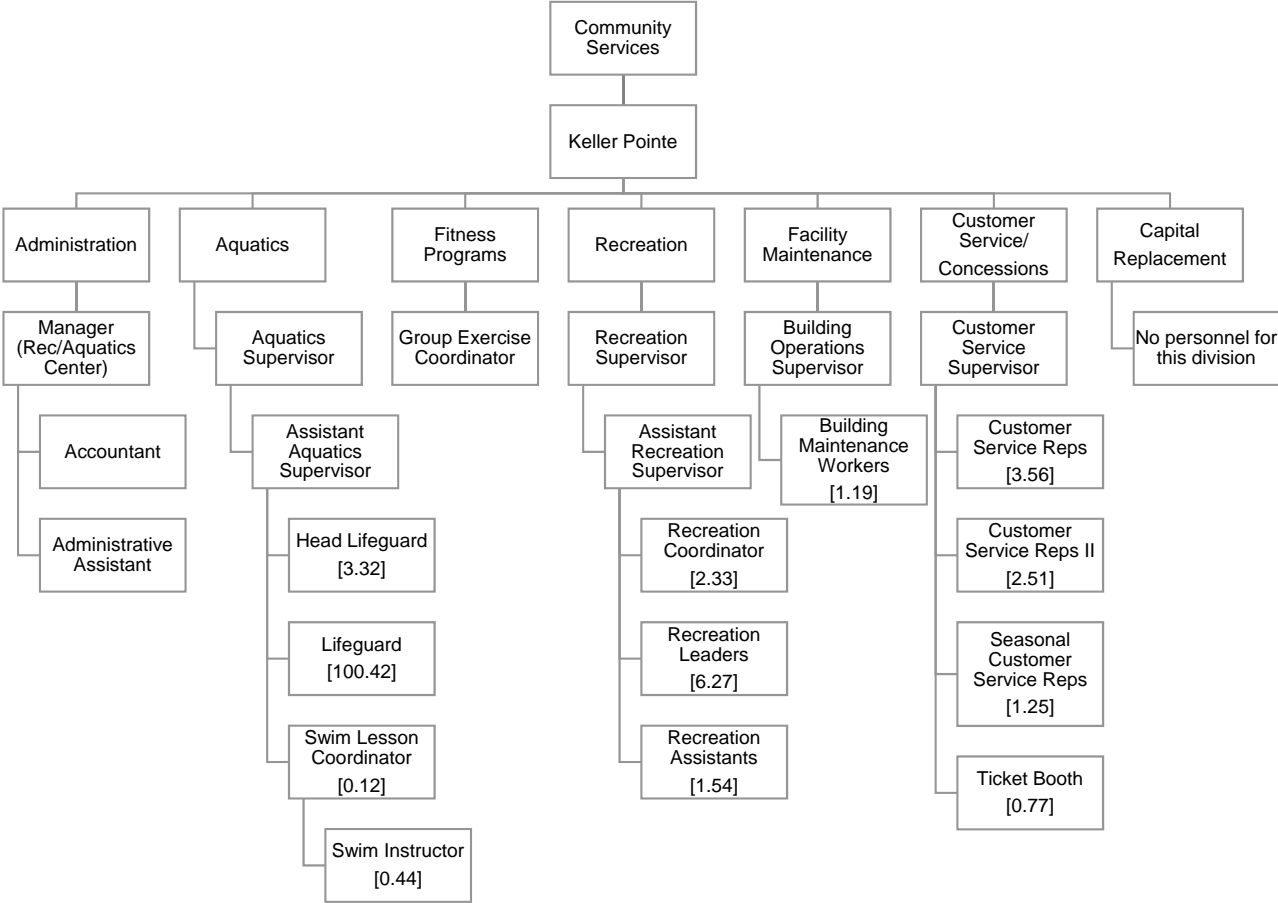 Community
Services
Keller Pointe
Administration
Aquatics
Fitness
Programs
Recreation
Facility
Maintenance
Customer
Service/
Concessions
Capital
Replacement
Manager
(Rec/Aquatics
Center)
Aquatics
Supervisor
Group Exercise
Coordinator
Recreation
Supervisor
Building
Operations
Supervisor
Customer
Service
Supervisor
No personnel for
this division
Accountant
Assistant
Aquatics
Supervisor
Assistant
Recreation
Supervisor
Building
Maintenance
Workers
[1.19]
Customer
Service Reps
[3.56]
Administrative
Assistant
Head Lifeguard
[3.32]
Recreation
Coordinator
[2.33]
Customer
Service Reps II
[2.51]
Lifeguard
[100.42]
Recreation
Leaders
[6.27]
Seasonal
Customer
Service Reps
[1.25]
Swim Lesson
Coordinator
[0.12]
Recreation
Assistants
[1.54]
Ticket Booth
[0.77]
Swim Instructor
[0.44]